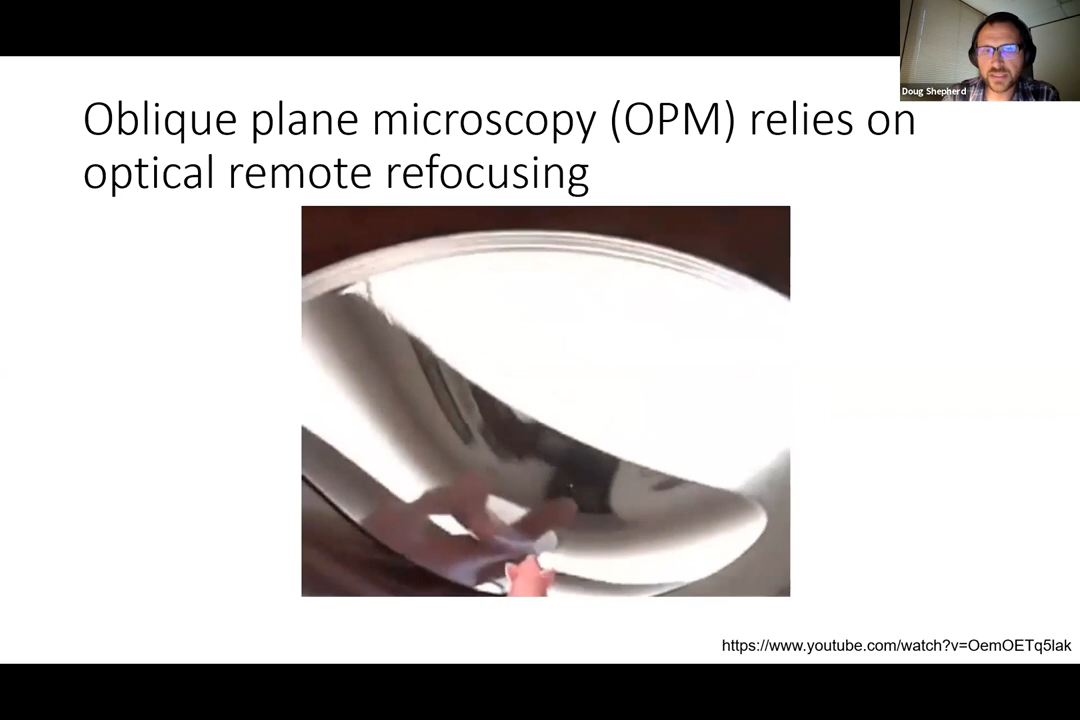 Doug Shepherd
Oblique plane microscopy (OPM) relies on
optical remote refocusing
https://www.youtube.com/watch?v=OemOETq5lak